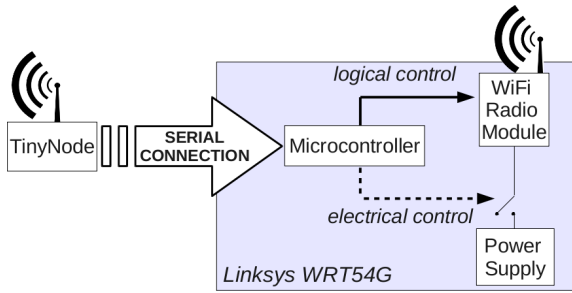 TinyNode
SERIAL
CONNECTION
Microcontroller
logical control
WiFi
Radio
Module
electrical control
Power
Supply
Linksys WRT54G